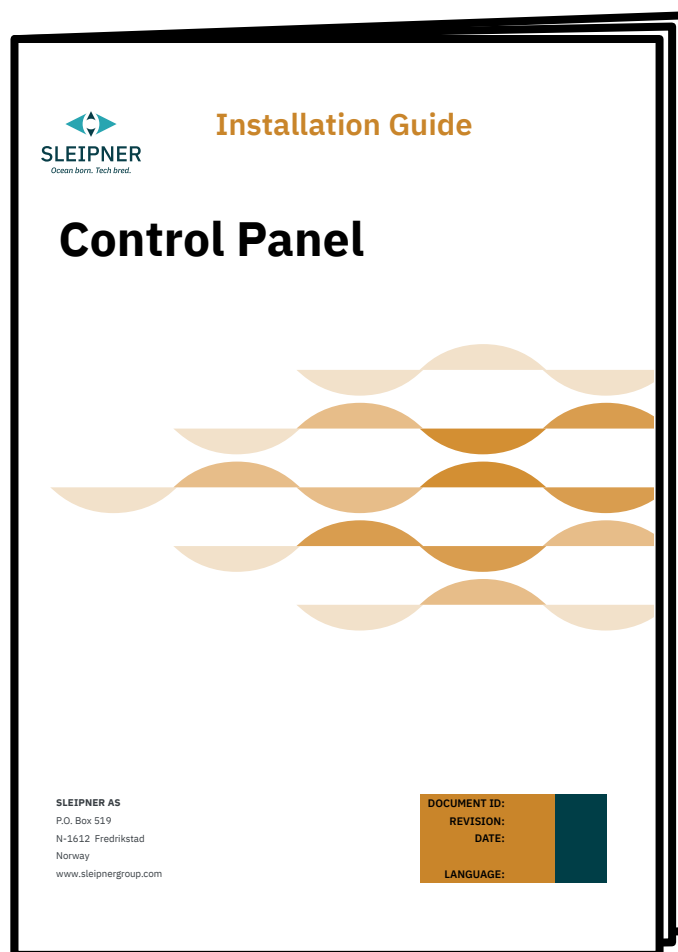 Installation Guide
SLEIPNER
Ocean born. Tech bred.
Control Panel
SLEIPNER AS
P.O. Box 519
N-1612 Fredrikstad
Norway
www.sleipnergroup.com
DOCUMENT ID:
REVISION:
DATE:
LANGUAGE: